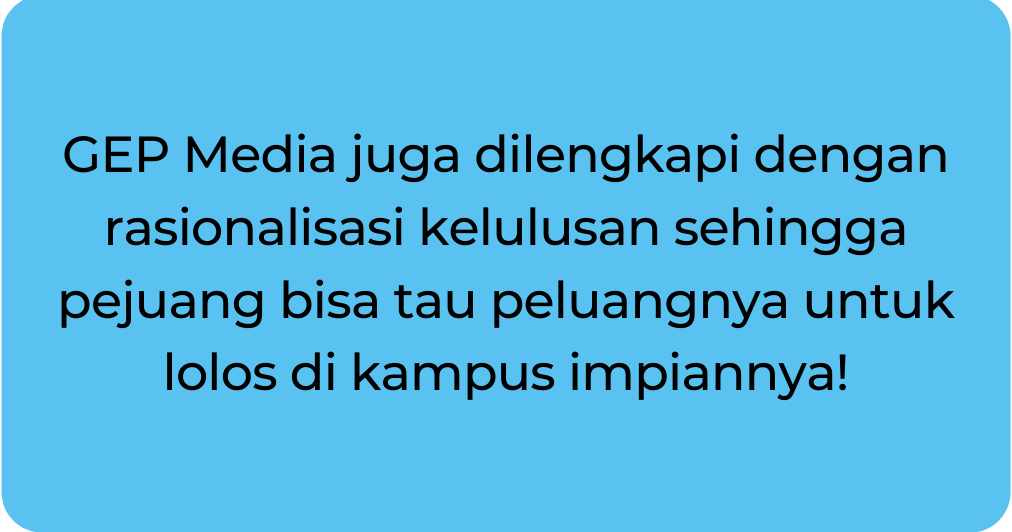 GEP Media juga dilengkapi dengan
rasionalisasi kelulusan sehingga
pejuang bisa tau peluangnya untuk
lolos di kampus impiannya!